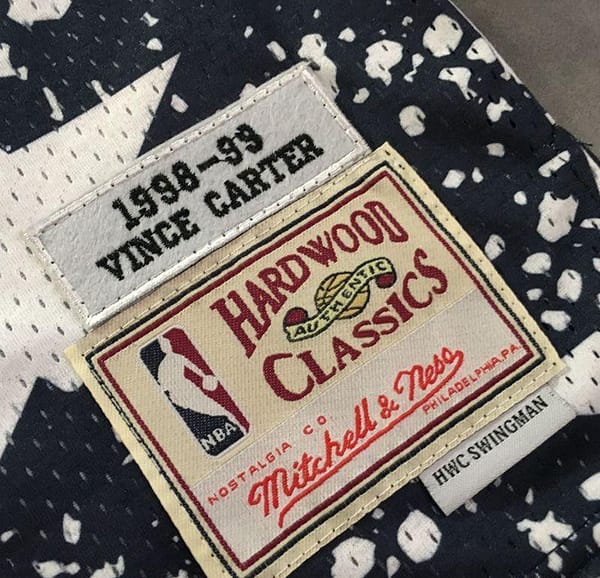 1998-99
VINCE CARTER
HARDWOOD
AUTHENTIC
CLASSICS
NBA
NOSTALGIA CO
Mitchell & Ness
PHILADELPHIA, PA.
HWC SWINGMAN